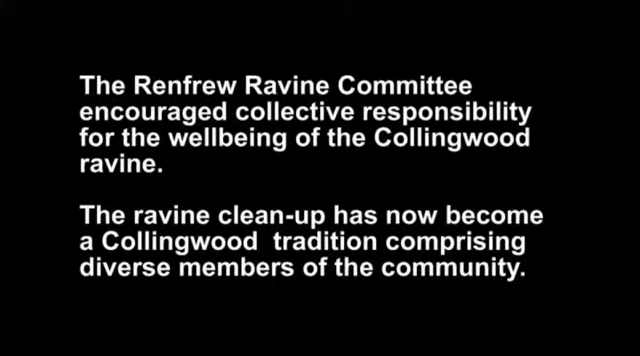 The Renfrew Ravine Committee
encouraged collective responsibility
for the wellbeing of the Collingwood
ravine.
The ravine clean-up has now become
a Collingwood  tradition comprising
diverse members of the community.